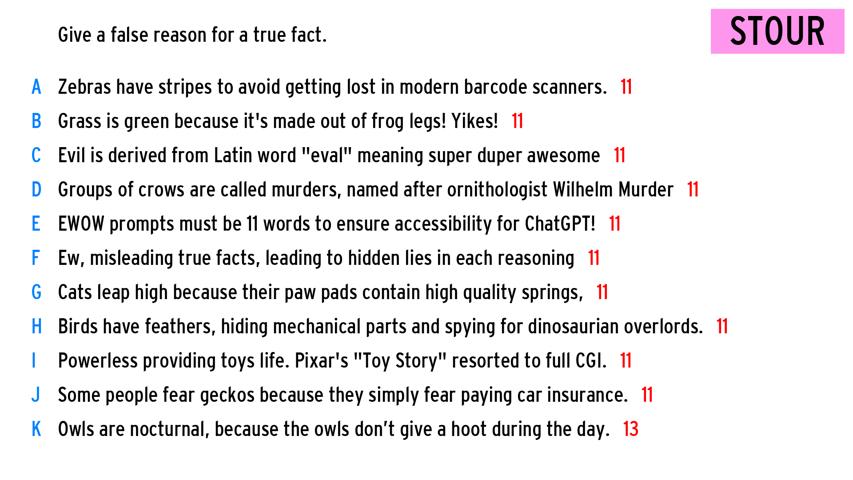 Give a false reason for a true fact.
STOUR
A Zebras have stripes to avoid getting lost in modern barcode scanners. 11
B Grass is green because it's made out of frog legs! Yikes! 11
C Evil is derived from Latin word "eval" meaning super duper awesome 11
D Groups of crows are called murders, named after ornithologist Wilhelm Murder 11
E EWOW prompts must be 11 words to ensure accessibility for ChatGPT! 11
F Ew, misleading true facts, leading to hidden lies in each reasoning 11
G Cats leap high because their paw pads contain high quality springs, 11
H Birds have feathers, hiding mechanical parts and spying for dinosaurian overlords. 11
I Powerless providing toys life. Pixar's "Toy Story" resorted to full CGI. 11
J Some people fear geckos because they simply fear paying car insurance. 11
K Owls are nocturnal, because the owls don’t give a hoot during the day. 13